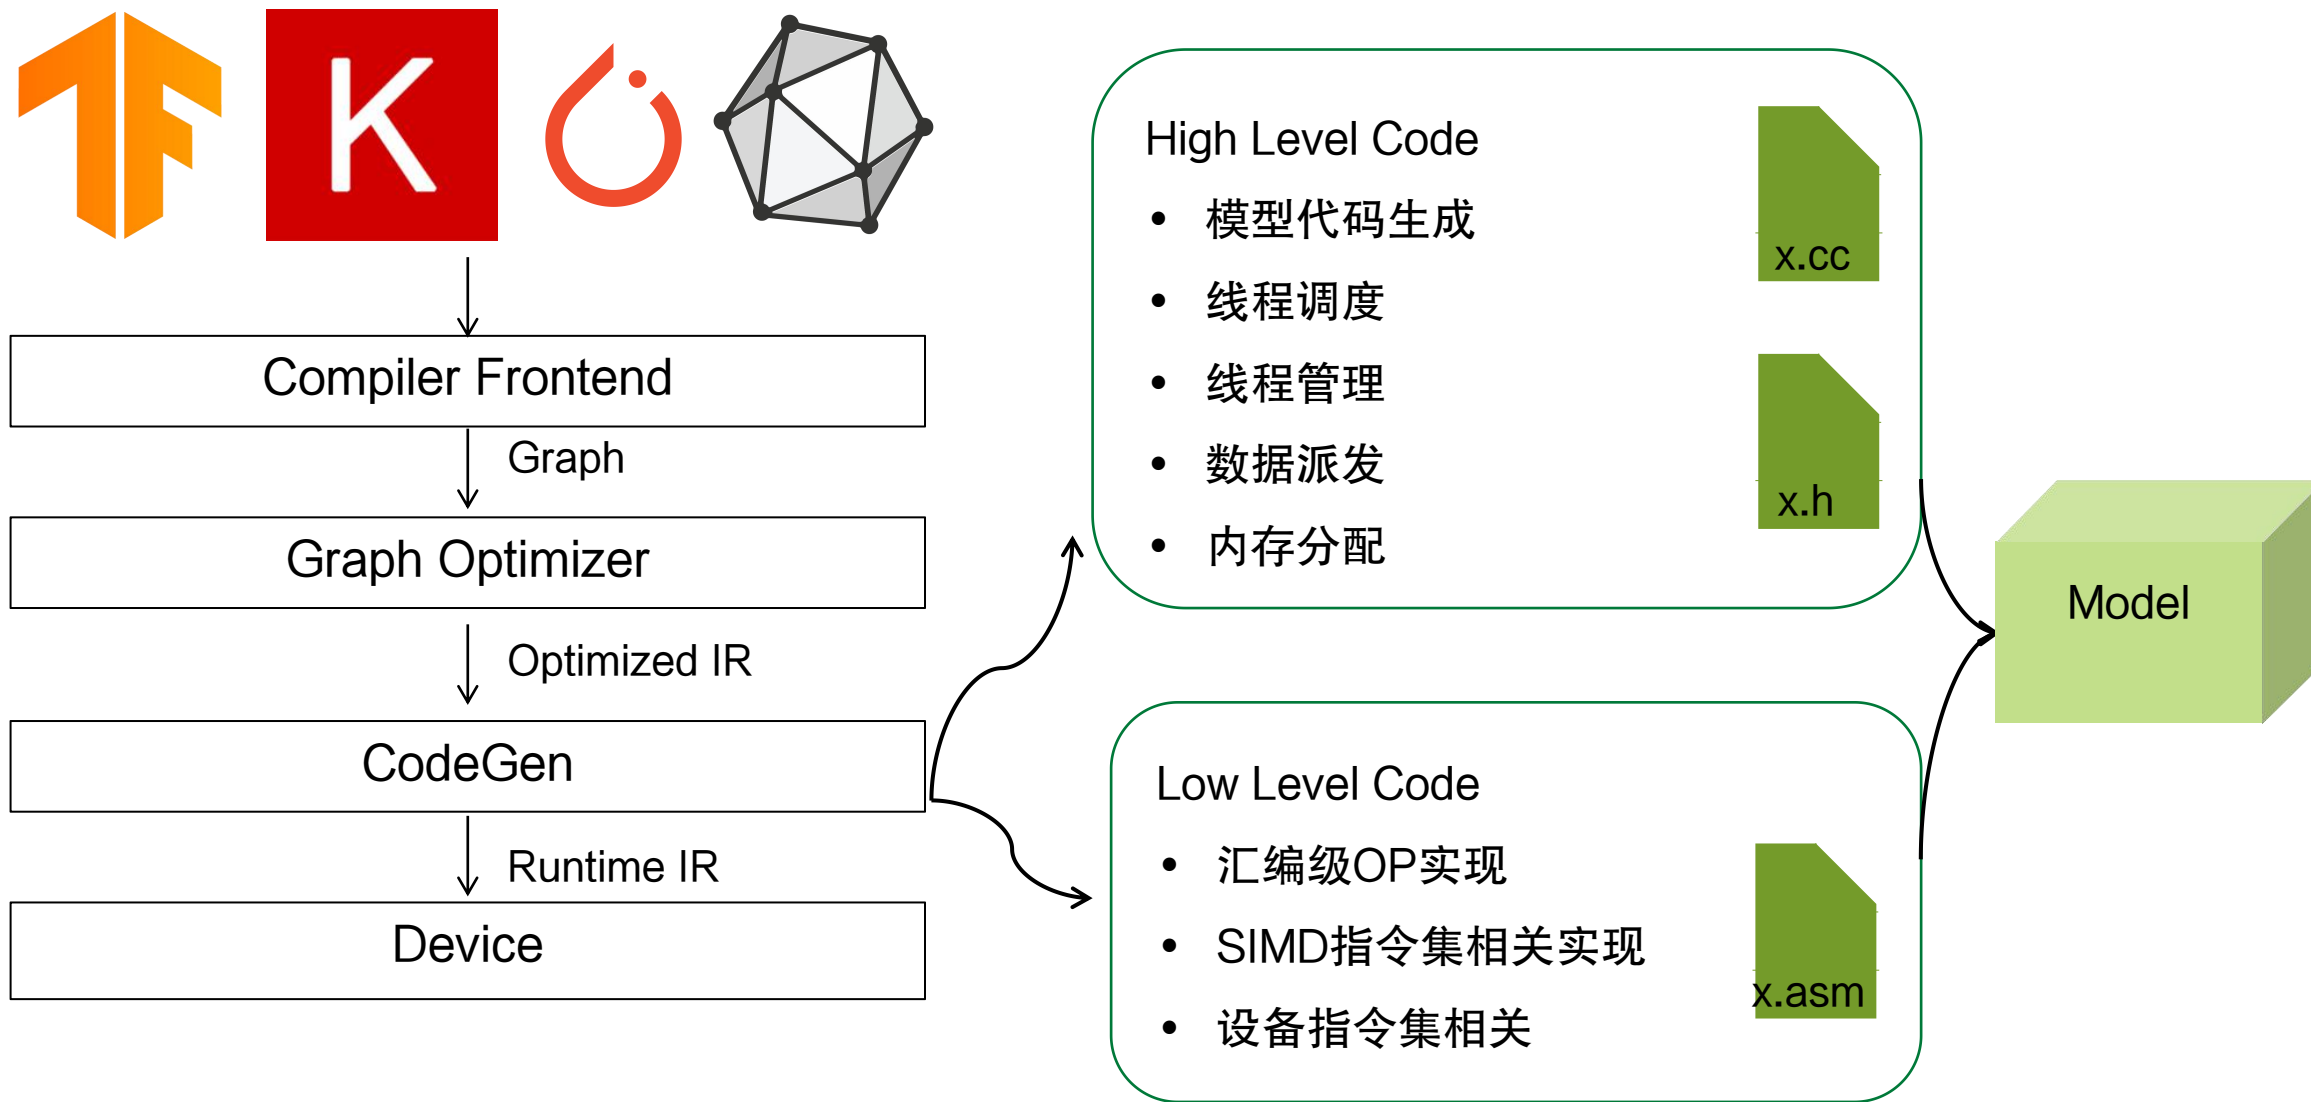 K
Compiler Frontend
Graph
Graph Optimizer
Optimized IR
CodeGen
Runtime IR
Device
High Level Code
• 模型代码生成
• 线程调度
• 线程管理
• 数据派发
• 内存分配
x.cc
x.h
Low Level Code
• 汇编级OP实现
• SIMD指令集相关实现
• 设备指令集相关
x.asm
Model